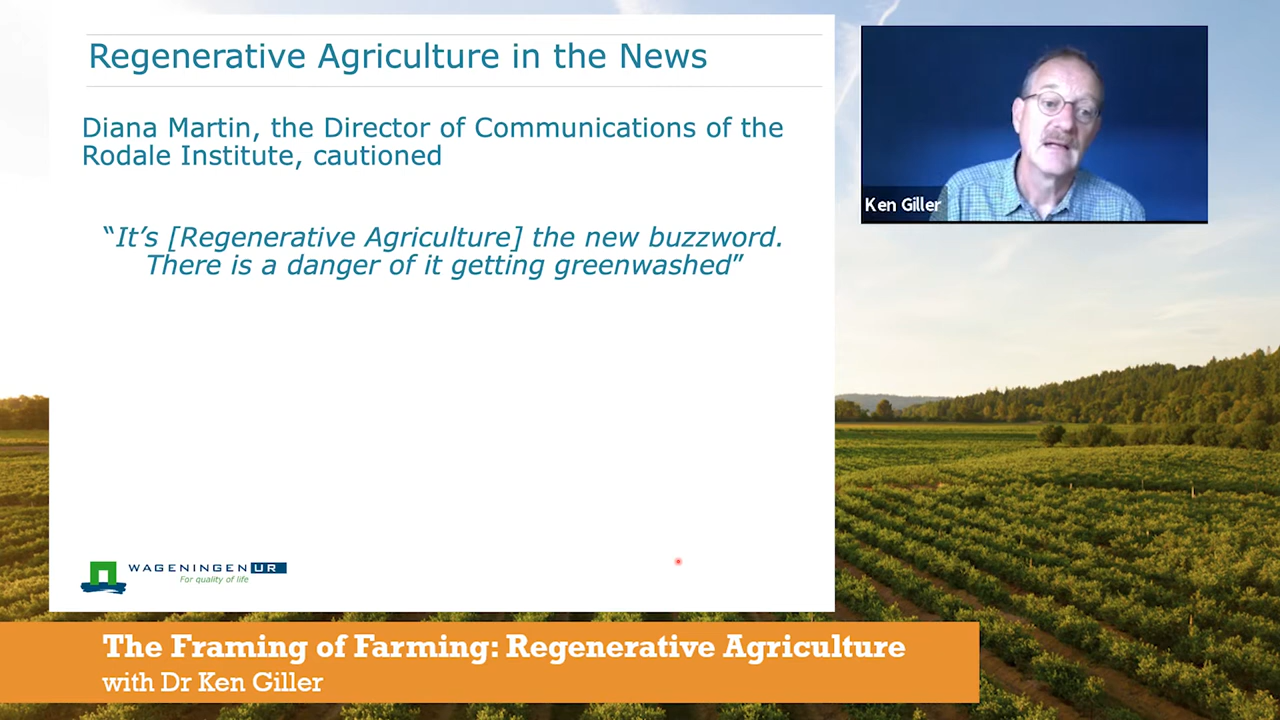 Regenerative Agriculture in the News
Diana Martin, the Director of Communications of the
Rodale Institute, cautioned
“It’s [Regenerative Agriculture] the new buzzword.
There is a danger of it getting greenwashed”
Ken Giller
WAGENINGEN UR
For quality of life
The Framing of Farming: Regenerative Agriculture
with Dr Ken Giller